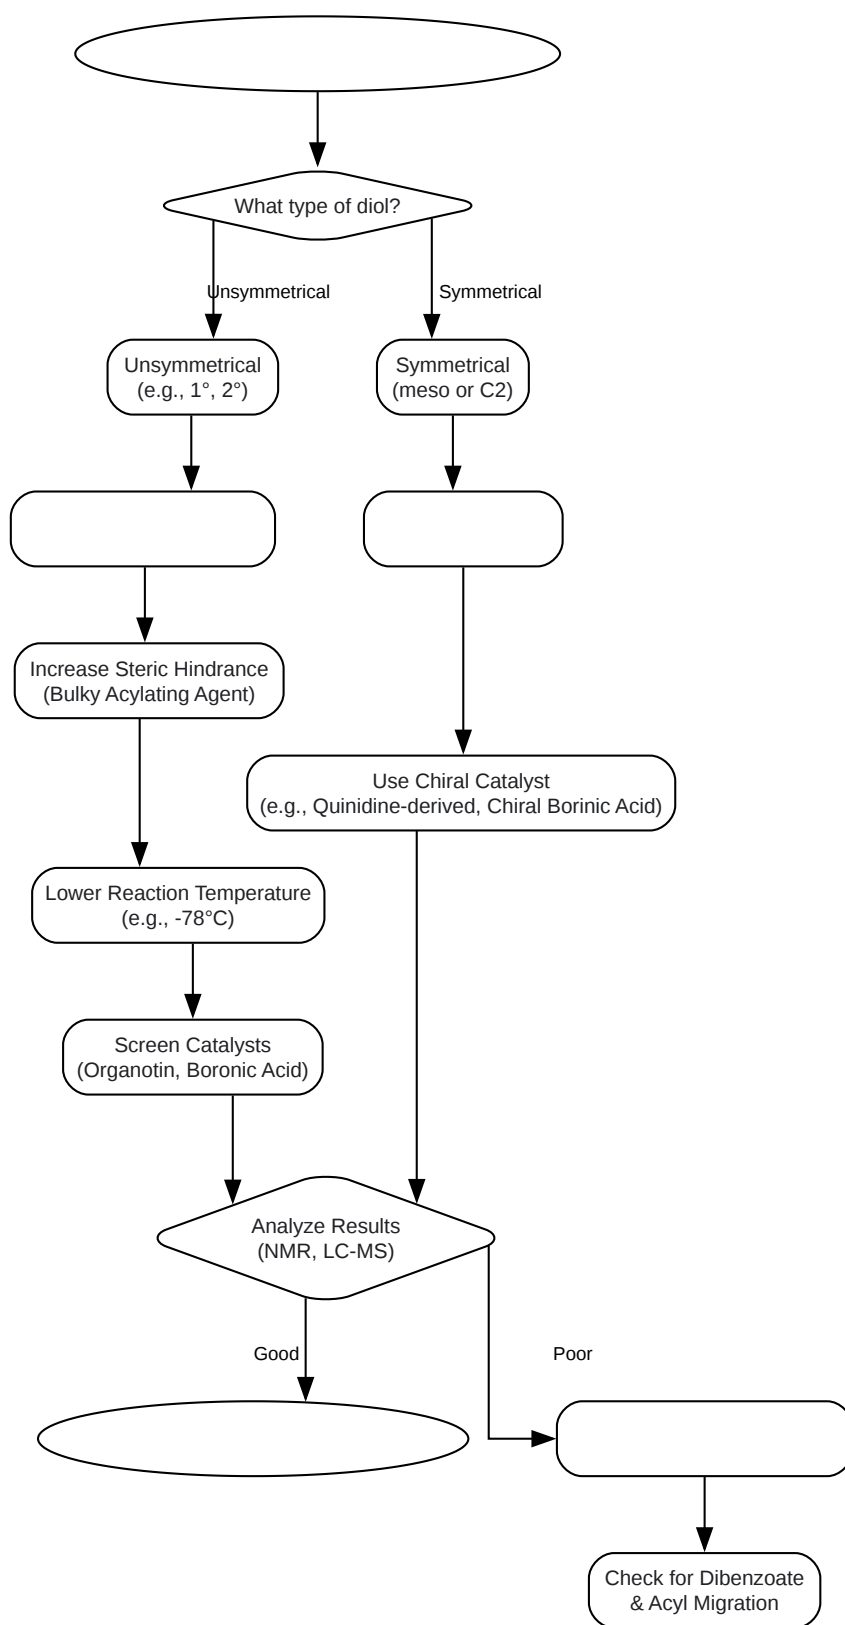 What type of diol?
Unsymmetrical
Symmetrical
Unsymmetrical
(e.g., 1°, 2°)
Symmetrical
(meso or C2)
Increase Steric Hindrance
(Bulky Acylating Agent)
Use Chiral Catalyst
(e.g., Quinidine-derived, Chiral Borinic Acid)
Lower Reaction Temperature
(e.g., -78°C)
Screen Catalysts
(Organotin, Boronic Acid)
Analyze Results
(NMR, LC-MS)
Good
Poor
Check for Dibenzoate
& Acyl Migration